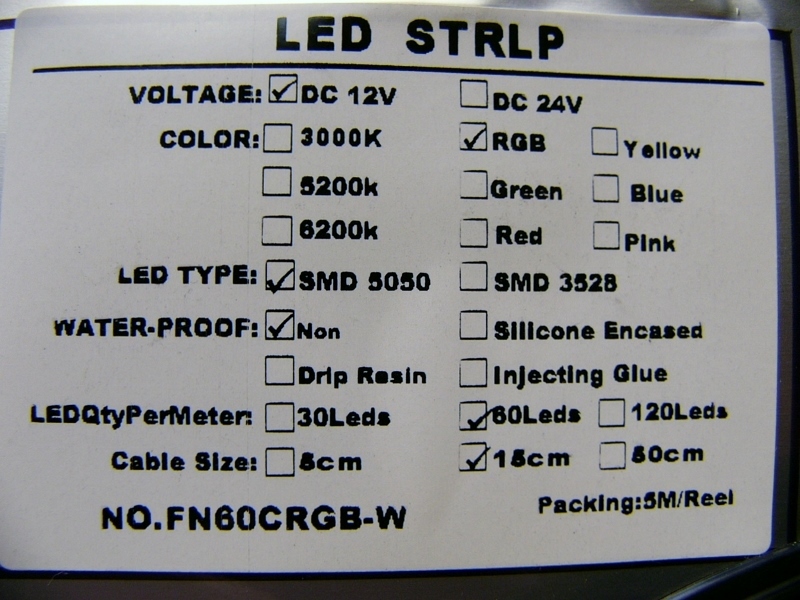 LED STRLP
VOLTAGE: ☑ DC 12V ☐ DC 24V
COLOR: ☐ 3000K ☑ RGB ☐ Yellow
☐ 5200k ☐ Green ☐ Blue
☐ 6200k ☐ Red ☐ Pink
LED TYPE: ☑ SMD 5050 ☐ SMD 3528
WATER-PROOF: ☑ Non ☐ Silicone Encased
☐ Drip Resin ☐ Injecting Glue
LEDQtyPerMeter: ☐ 30Leds ☑ 60Leds ☐ 120Leds
Cable Size: ☐ 5cm ☑ 15cm ☐ 50cm
NO.FN60CRGB-W Packing:5M/Reel